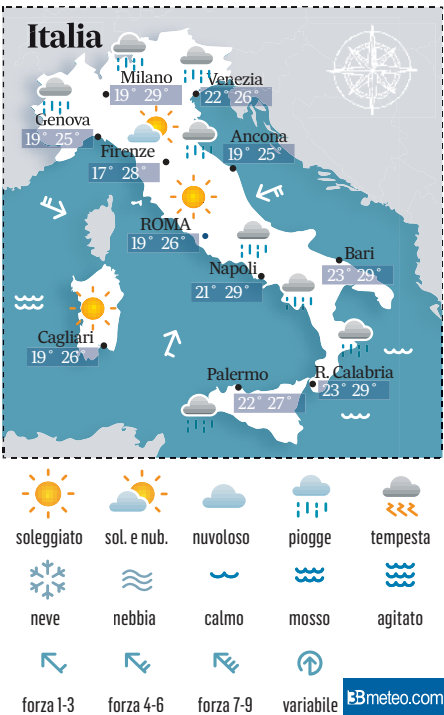 Italia
Milano
19° 29°
Venezia
22° 26°
Genova
19° 25°
Firenze
17° 28°
Ancona
19° 25°
ROMA
19° 26°
Napoli
21° 29°
Bari
23° 29°
Cagliari
19° 26°
Palermo
22° 27°
R. Calabria
23° 29°
soleggiato sol. e nub. nuvoloso piogge tempesta
neve nebbia calmo mosso agitato
forza 1-3 forza 4-6 forza 7-9 variabile
3Bmeteo.com